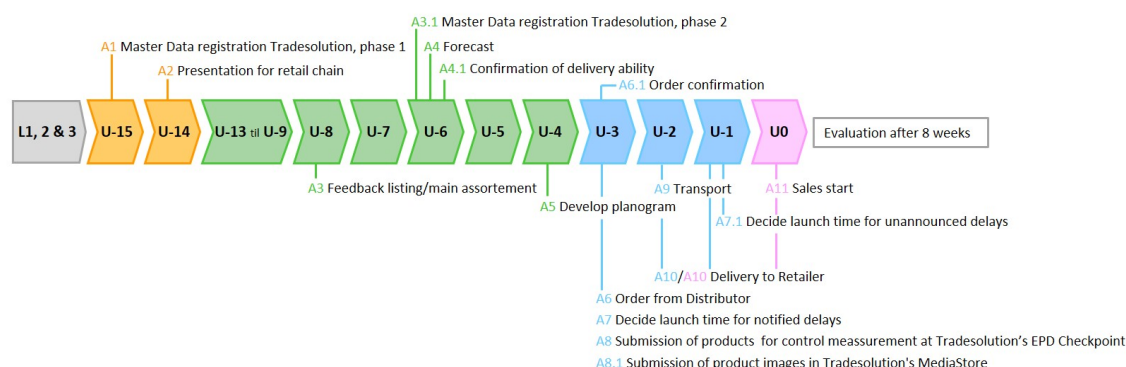 A3.1 Master Data registration Tradesolution, phase 2
A1 Master Data registration Tradesolution, phase 1
A4 Forecast
A2 Presentation for retail chain
A4.1 Confirmation of delivery ability
A6.1 Order confirmation
L1, 2 & 3
U-15
U-14
U-13 til U-9
U-8
U-7
U-6
U-5
U-4
U-3
U-2
U-1
U0
Evaluation after 8 weeks
A3 Feedback listing/main assortement
A9 Transport
A11 Sales start
A5 Develop planogram
A7.1 Decide launch time for unannounced delays
A10/A10 Delivery to Retailer
A6 Order from Distributor
A7 Decide launch time for notified delays
A8 Submission of products for control meassurement at Tradesolution's EPD Checkpoint
A8.1 Submission of product images in Tradesolution's MediaStore